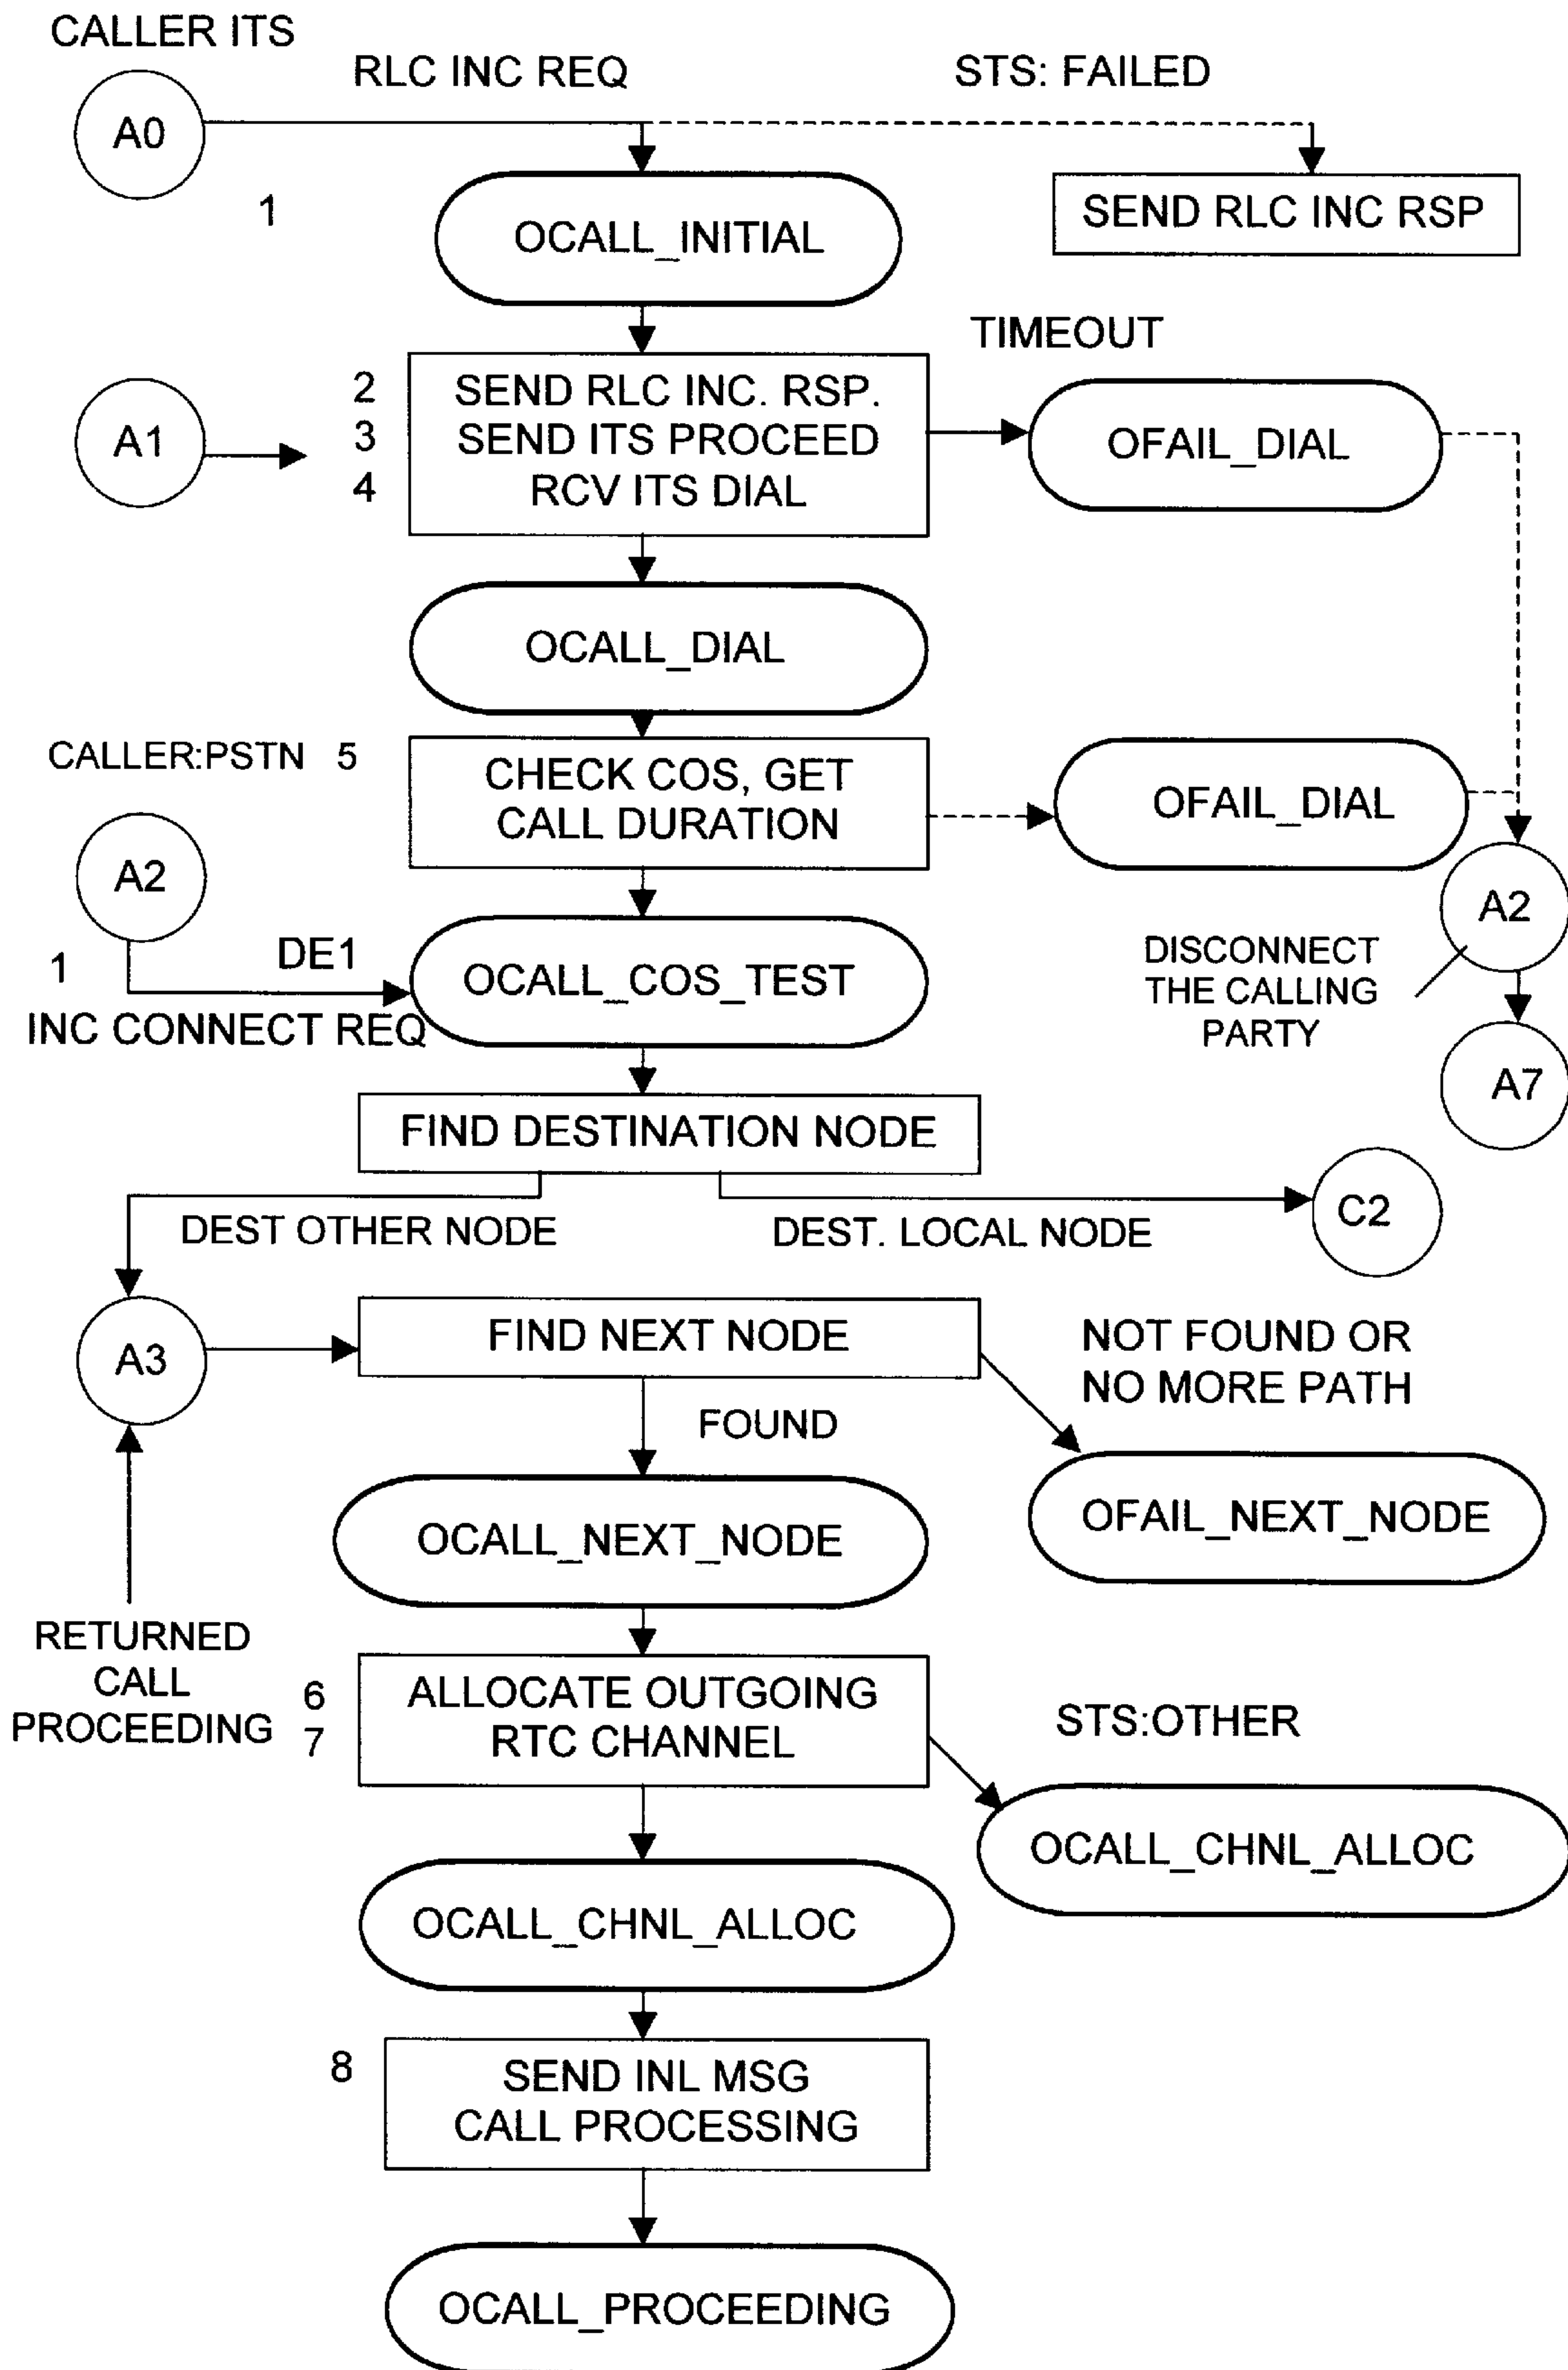 CALLER ITS
RLC INC REQ
STS: FAILED
A0
1
OCALL_INITIAL
SEND RLC INC RSP
TIMEOUT
A1
2
3
4
SEND RLC INC. RSP.
SEND ITS PROCEED
RCV ITS DIAL
OFAIL_DIAL
OCALL_DIAL
CALLER:PSTN 5
CHECK COS, GET
CALL DURATION
OFAIL_DIAL
A2
A2
1
DE1
INC CONNECT REQ
OCALL_COS_TEST
DISCONNECT
THE CALLING
PARTY
A7
FIND DESTINATION NODE
DEST OTHER NODE
DEST. LOCAL NODE
C2
A3
FIND NEXT NODE
NOT FOUND OR
NO MORE PATH
FOUND
OCALL_NEXT_NODE
OFAIL_NEXT_NODE
RETURNED
CALL
PROCEEDING
6
7
ALLOCATE OUTGOING
RTC CHANNEL
STS:OTHER
OCALL_CHNL_ALLOC
OCALL_CHNL_ALLOC
8
SEND INL MSG
CALL PROCESSING
OCALL_PROCEEDING